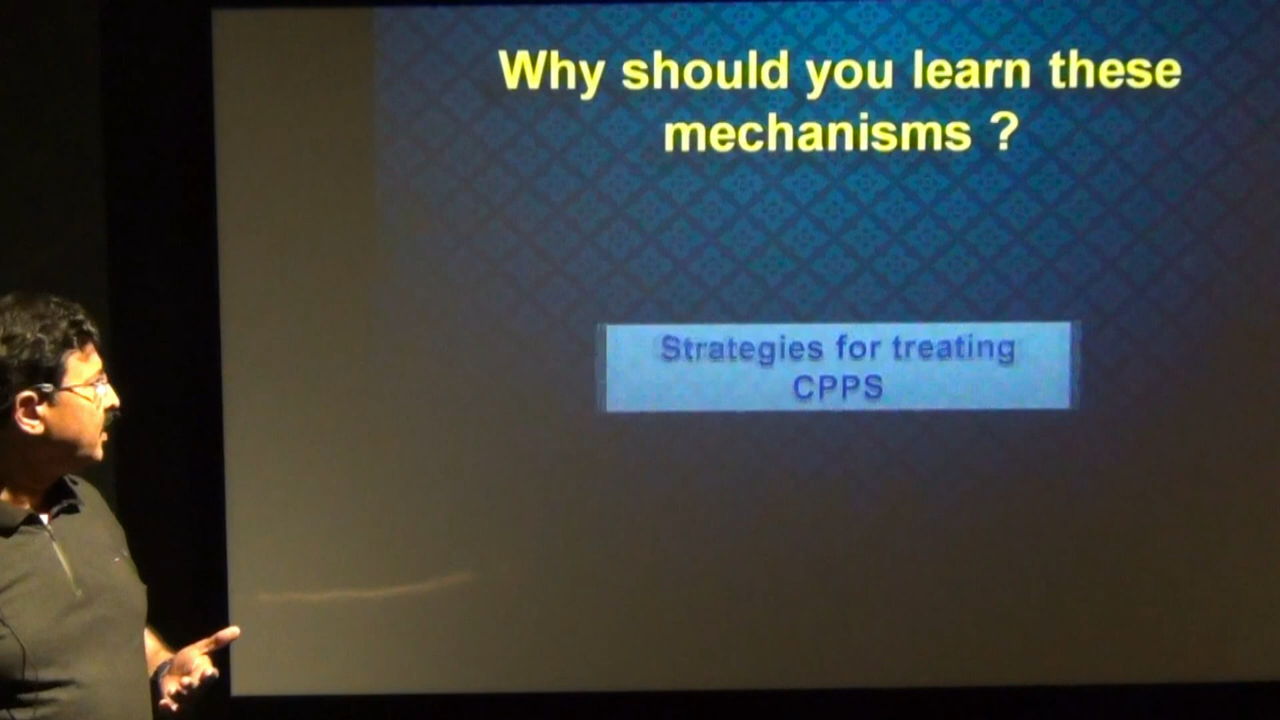 Why should you learn these
mechanisms ?
Strategies for treating
CPPS